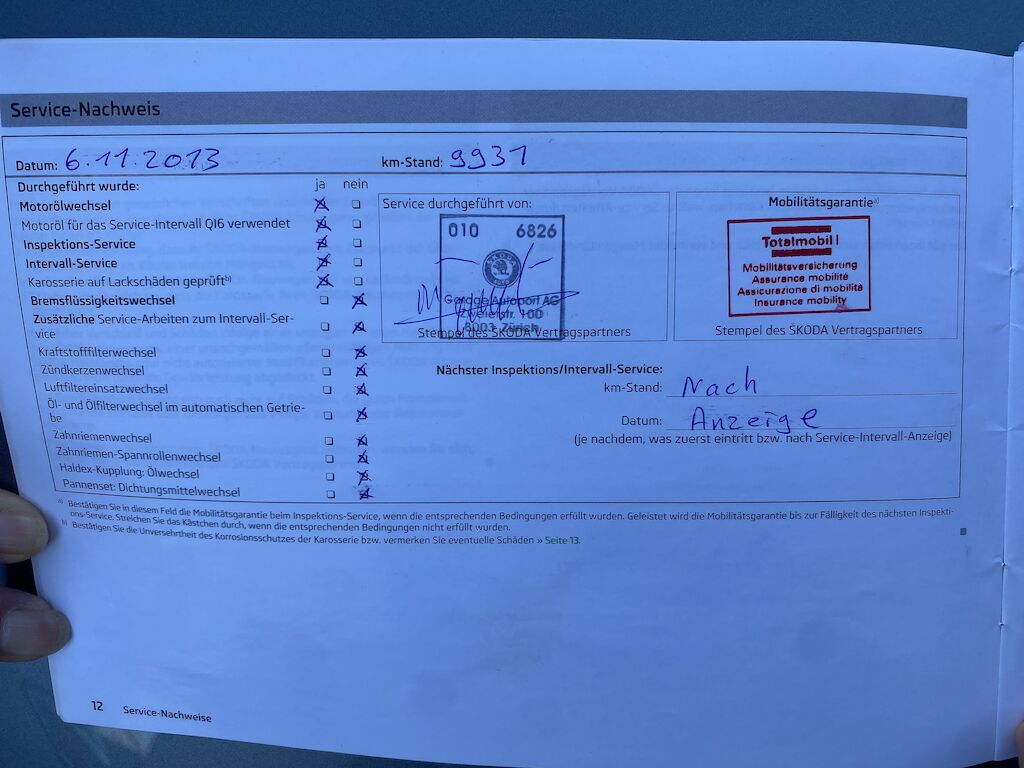 Service-Nachweis
Datum: 6.11.2013 km-Stand: 9931
Durchgeführt wurde: ja nein
Motorölwechsel
Motoröl für das Service-Intervall QI6 verwendet
Inspektions-Service
Intervall-Service
Karosserie auf Lackschäden geprüft b)
Bremsflüssigkeitswechsel
Zusätzliche Service-Arbeiten zum Intervall-Ser-
vice
Kraftstofffilterwechsel
Zündkerzenwechsel
Luftfiltereinsatzwechsel
Öl- und Ölfilterwechsel im automatischen Getrie-
be
Zahnriemenwechsel
Zahnriemen-Spannrollenwechsel
Haldex-Kupplung: Ölwechsel
Pannenset: Dichtungsmittelwechsel
Service durchgeführt von:
010 6826
SKODA
Garage Autoport AG
Zweierstr. 100
8003 Zürich
Stempel des ŠKODA Vertragspartners
Mobilitätsgarantie a)
Totalmobil!
Mobilitätsversicherung
Assurance mobilité
Assicurazione di mobilità
Insurance mobility
Stempel des ŠKODA Vertragspartners
Nächster Inspektions/Intervall-Service:
km-Stand: Nach
Datum: Anzeige
(je nachdem, was zuerst eintritt bzw. nach Service-Intervall-Anzeige)
a) Bestätigen Sie in diesem Feld die Mobilitätsgarantie beim Inspektions-Service, wenn die entsprechenden Bedingungen erfüllt wurden. Geleistet wird die Mobilitätsgarantie bis zur Fälligkeit des nächsten Inspekti-
ons-Service. Streichen Sie das Kästchen durch, wenn die entsprechenden Bedingungen nicht erfüllt wurden.
b) Bestätigen Sie die Unversehrtheit des Korrosionsschutzes der Karosserie bzw. vermerken Sie eventuelle Schäden » Seite 13.
12 Service-Nachweise